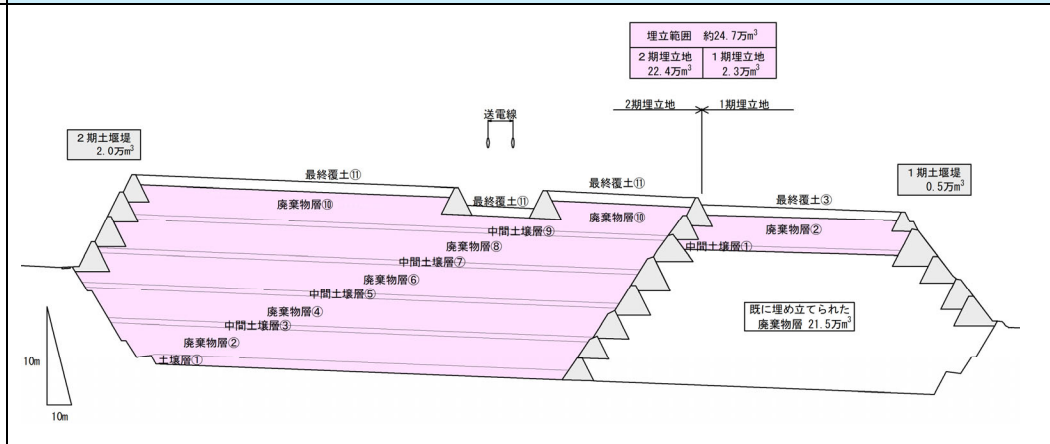 埋立範囲 約24.7万m³
2期埋立地
22.4万m³
1期埋立地
2.3万m³
2期埋立地
1期埋立地
送電線
2期土堰堤
2.0万m³
1期土堰堤
0.5万m³
最終覆土⑪
最終覆土⑪
最終覆土⑪
最終覆土③
廃棄物層⑩
廃棄物層⑩
廃棄物層②
中間土壌層⑨
廃棄物層⑧
中間土壌層①
中間土壌層⑦
廃棄物層⑥
中間土壌層⑤
廃棄物層④
中間土壌層③
廃棄物層②
土壌層①
既に埋め立てられた
廃棄物層 21.5万m³
10m
10m